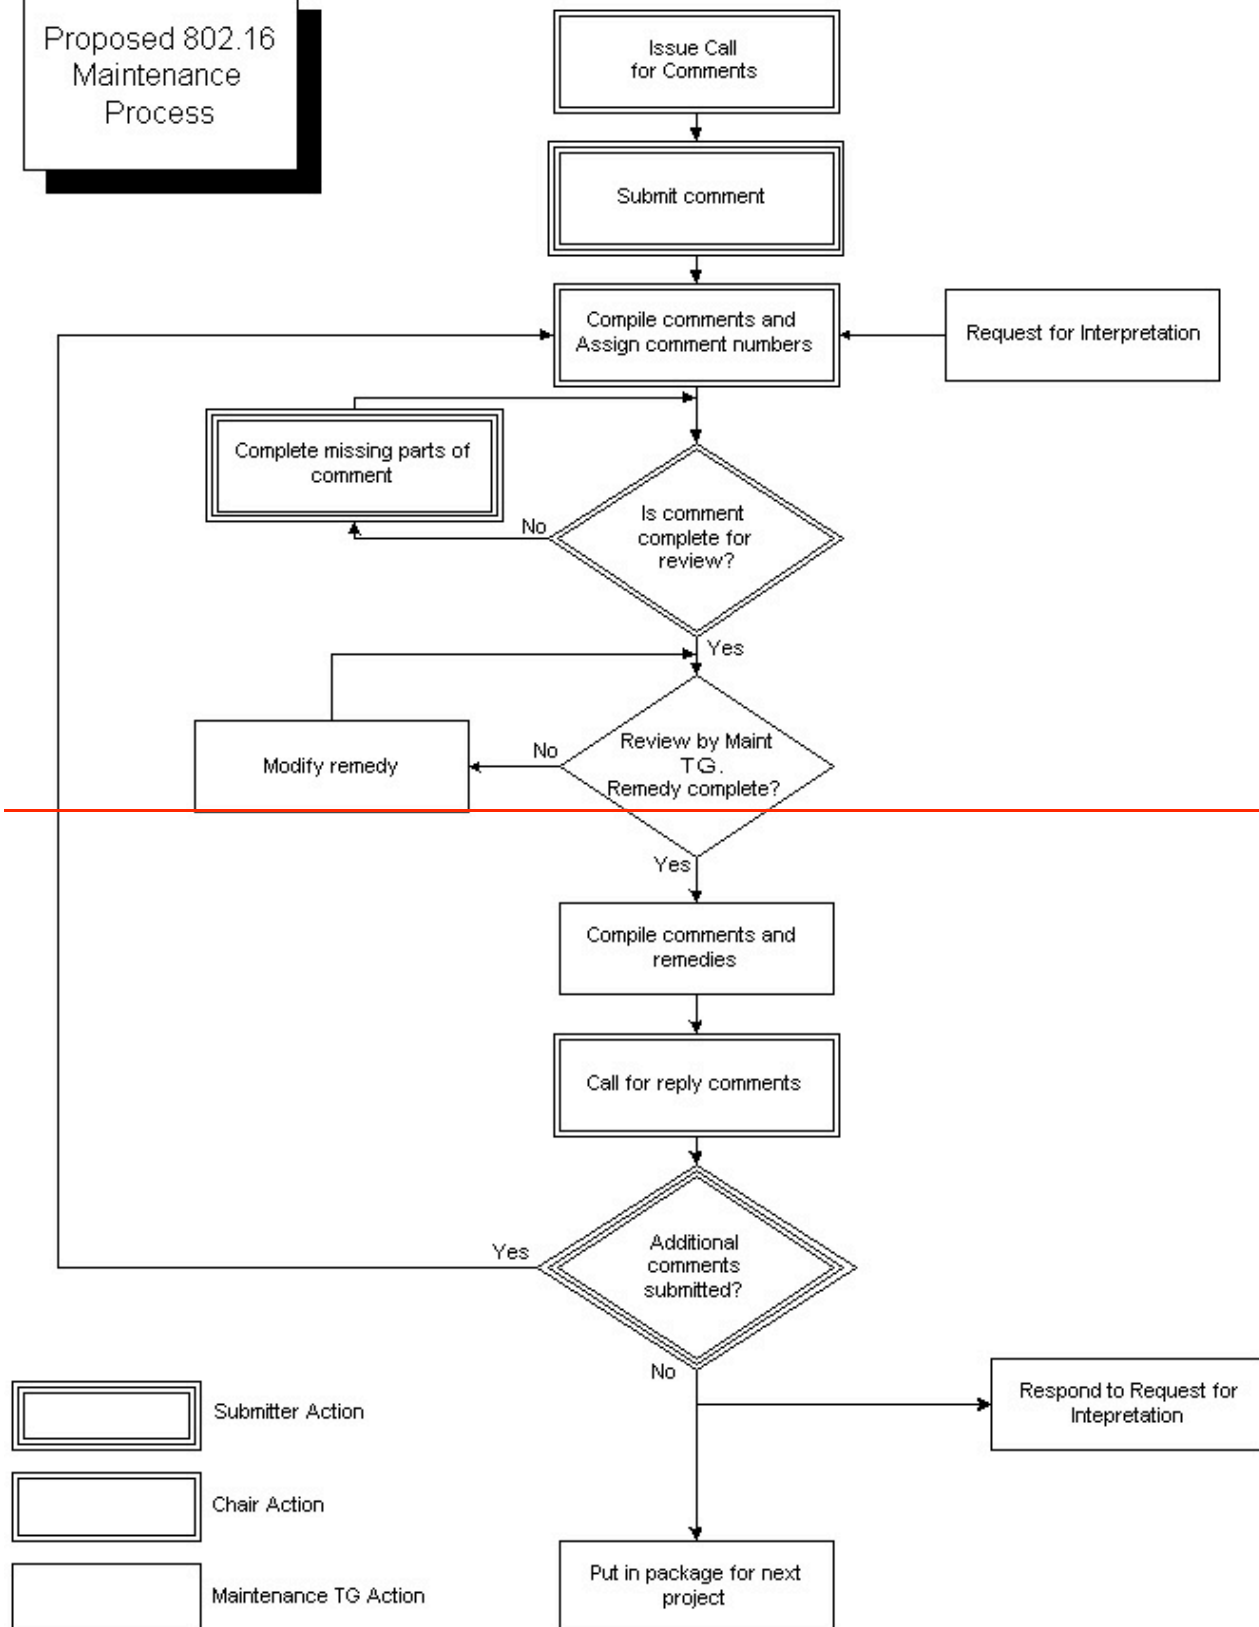 Proposed 802.16
Maintenance
Process
Issue Call
for Comments
Submit comment
Compile comments and
Assign comment numbers
Request for Interpretation
Complete missing parts of
comment
No
Is comment
complete for
review?
Yes
Review by Maint
TG.
Remedy complete?
No
Modify remedy
Yes
Compile comments and
remedies
Call for reply comments
Additional
comments
submitted?
Yes
No
Respond to Request for
Intepretation
Put in package for next
project
Submitter Action
Chair Action
Maintenance TG Action